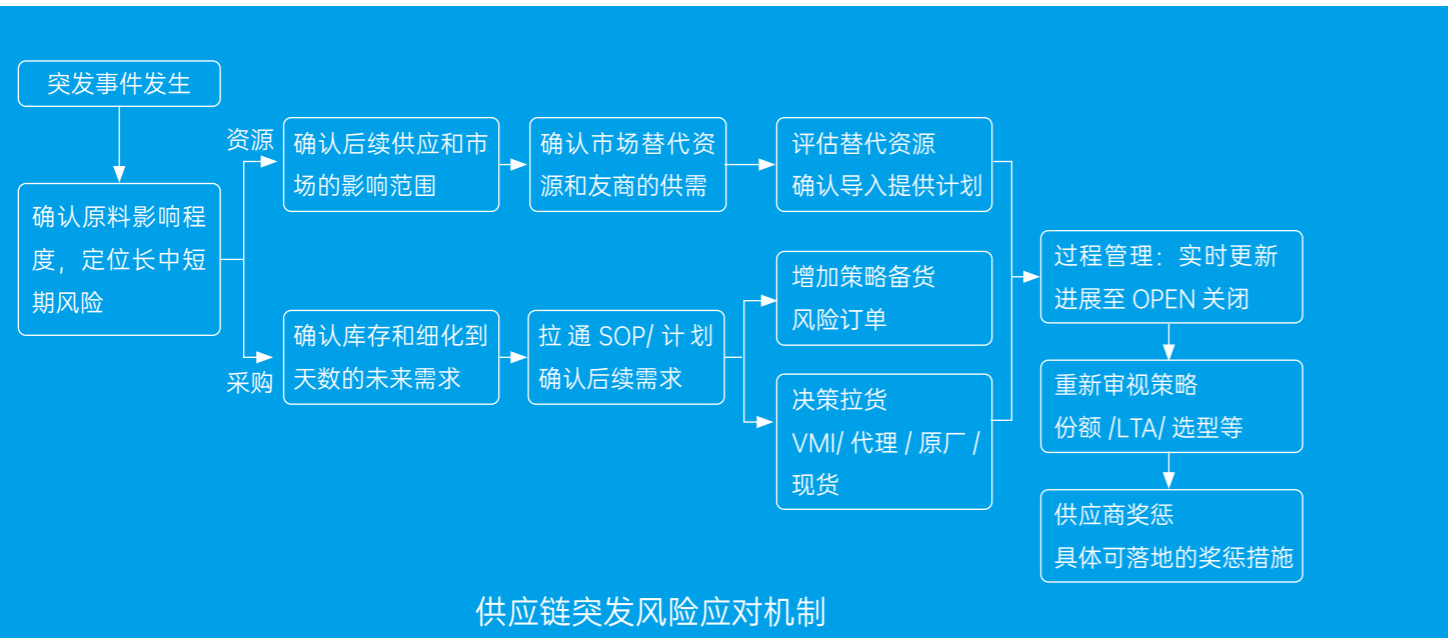 突发事件发生
确认原料影响程
度，定位长中短
期风险
资源
确认后续供应和市
场的影响范围
确认市场替代资
源和友商的供需
评估替代资源
确认导入提供计划
采购
确认库存和细化到
天数的未来需求
拉通 SOP/ 计划
确认后续需求
增加策略备货
风险订单
决策拉货
VMI/ 代理 / 原厂 /
现货
过程管理：实时更新
进展至 OPEN 关闭
重新审视策略
份额 /LTA/ 选型等
供应商奖惩
具体可落地的奖惩措施
供应链突发风险应对机制